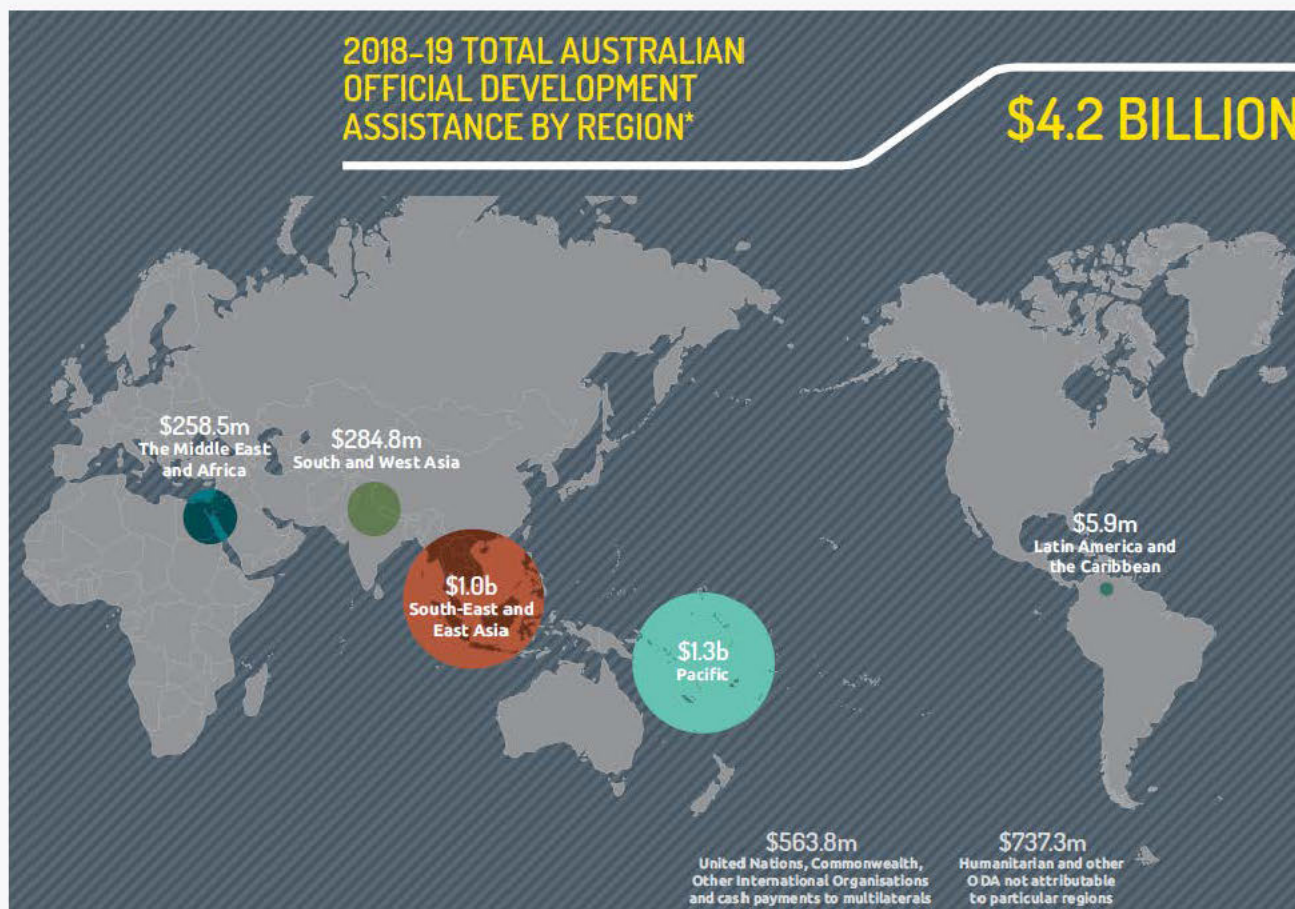 2018–19 TOTAL AUSTRALIAN
OFFICIAL DEVELOPMENT
ASSISTANCE BY REGION*
$4.2 BILLION
$258.5m
The Middle East
and Africa
$284.8m
South and West Asia
$1.0b
South-East and
East Asia
$1.3b
Pacific
$5.9m
Latin America and
the Caribbean
$563.8m
United Nations, Commonwealth,
Other International Organisations
and cash payments to multilaterals
$737.3m
Humanitarian and other
ODA not attributable
to particular regions